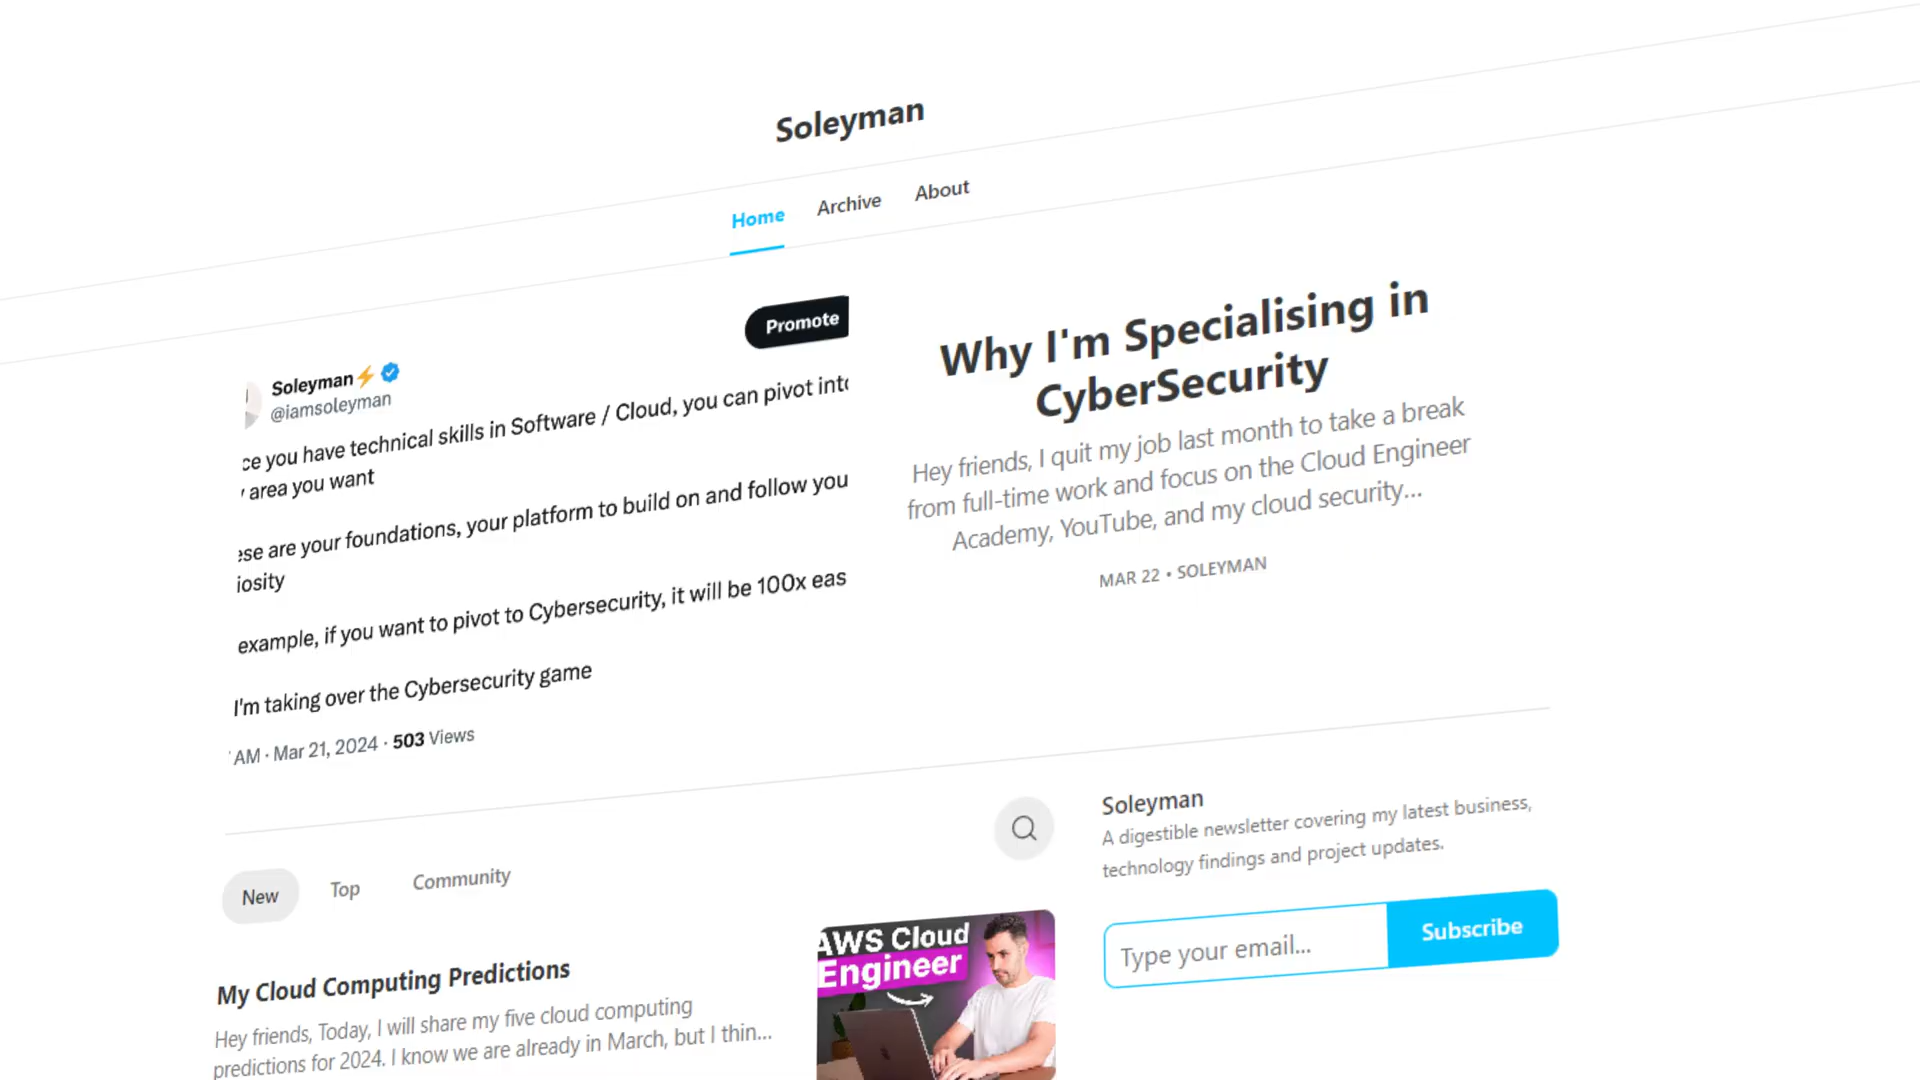 Soleyman
Home
Archive
About
Promote
Soleyman⚡
@iamsoleyman
ce you have technical skills in Software / Cloud, you can pivot into
area you want
ese are your foundations, your platform to build on and follow you
iosity
example, if you want to pivot to Cybersecurity, it will be 100x eas
I'm taking over the Cybersecurity game
AM · Mar 21, 2024 · 503 Views
Why I'm Specialising in
CyberSecurity
Hey friends, I quit my job last month to take a break
from full-time work and focus on the Cloud Engineer
Academy, YouTube, and my cloud security...
MAR 22 • SOLEYMAN
New
Top
Community
My Cloud Computing Predictions
Hey friends, Today, I will share my five cloud computing
predictions for 2024. I know we are already in March, but I thin...
AWS Cloud
Engineer
Soleyman
A digestible newsletter covering my latest business,
technology findings and project updates.
Type your email...
Subscribe